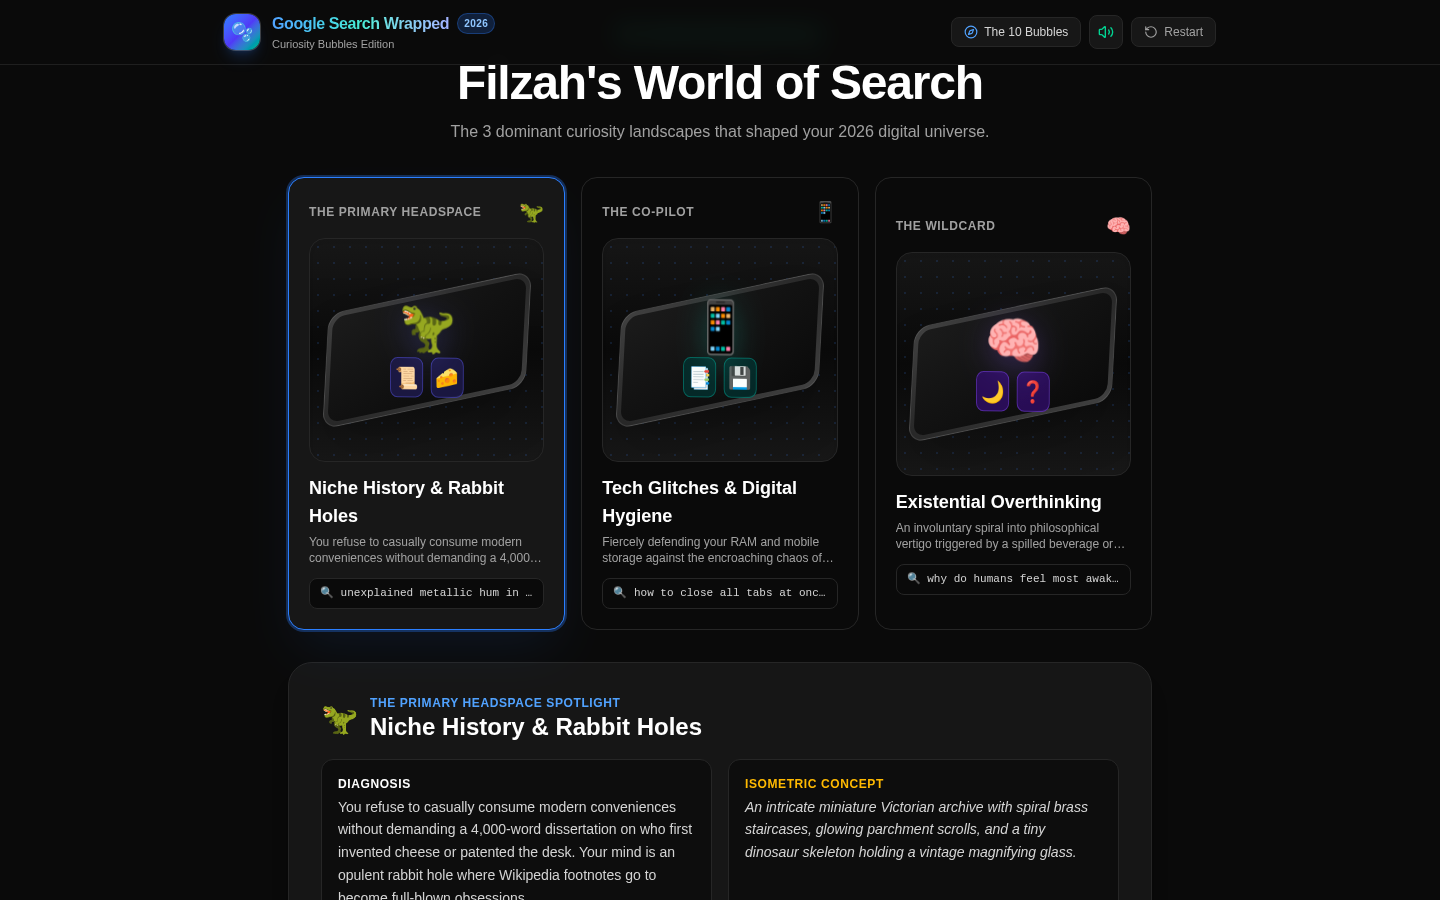 Google Search Wrapped 2026
Curiosity Bubbles Edition
The 10 Bubbles
Restart
Filzah's World of Search
The 3 dominant curiosity landscapes that shaped your 2026 digital universe.
THE PRIMARY HEADSPACE
Niche History & Rabbit
Holes
You refuse to casually consume modern
conveniences without demanding a 4,000…
unexplained metallic hum in …
THE CO-PILOT
Tech Glitches & Digital
Hygiene
Fiercely defending your RAM and mobile
storage against the encroaching chaos of…
how to close all tabs at onc…
THE WILDCARD
Existential Overthinking
An involuntary spiral into philosophical
vertigo triggered by a spilled beverage or…
why do humans feel most awak…
THE PRIMARY HEADSPACE SPOTLIGHT
Niche History & Rabbit Holes
DIAGNOSIS
You refuse to casually consume modern conveniences
without demanding a 4,000-word dissertation on who first
invented cheese or patented the desk. Your mind is an
opulent rabbit hole where Wikipedia footnotes go to
become full-blown obsessions.
ISOMETRIC CONCEPT
An intricate miniature Victorian archive with spiral brass
staircases, glowing parchment scrolls, and a tiny
dinosaur skeleton holding a vintage magnifying glass.